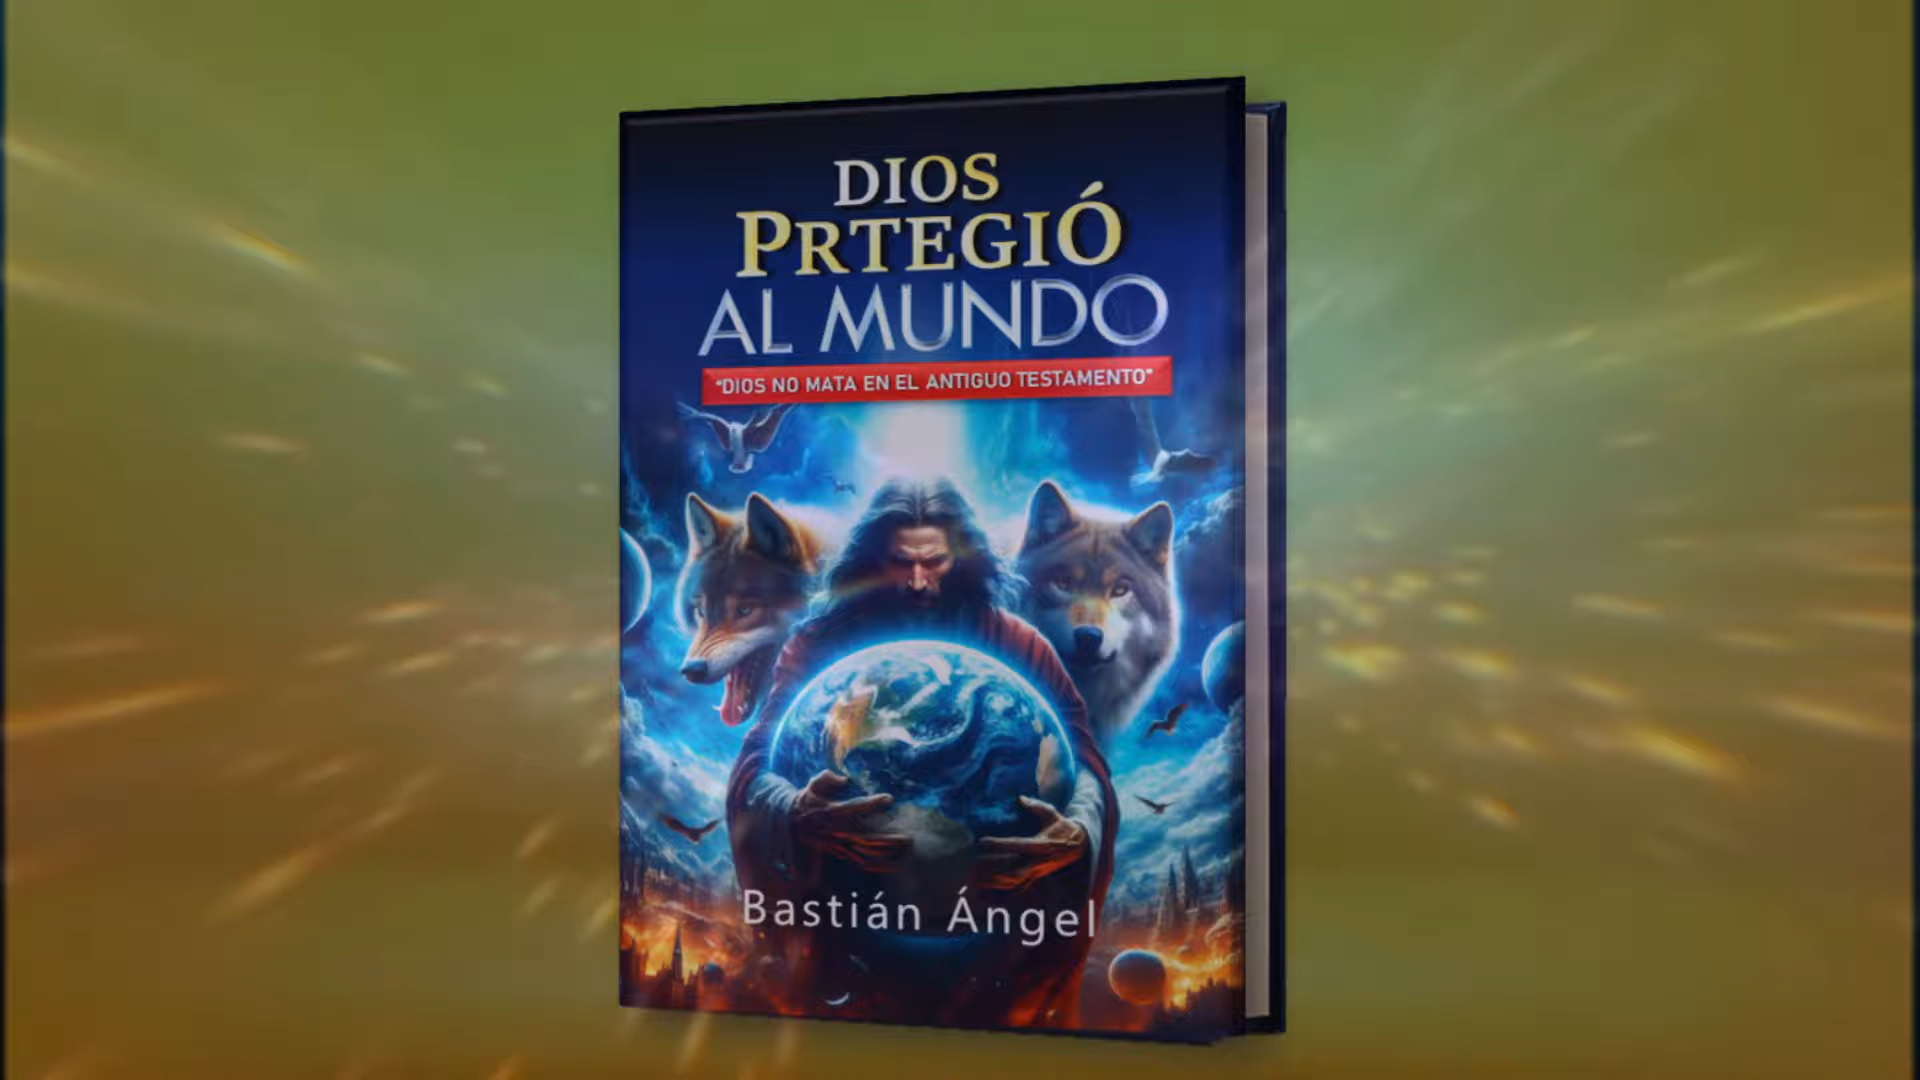 DIOS
PRTEGIÓ
AL MUNDO
"DIOS NO MATA EN EL ANTIGUO TESTAMENTO"
Bastián Ángel